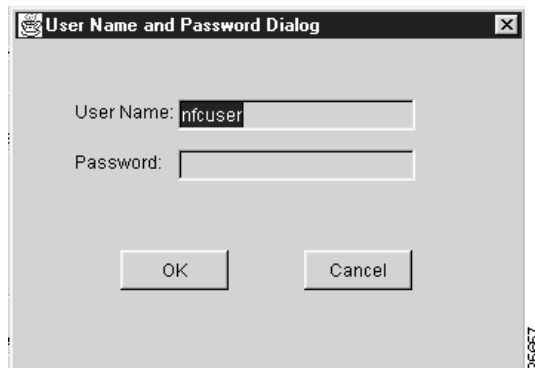 User Name and Password Dialog
User Name: nfcuser
Password:
OK
Cancel